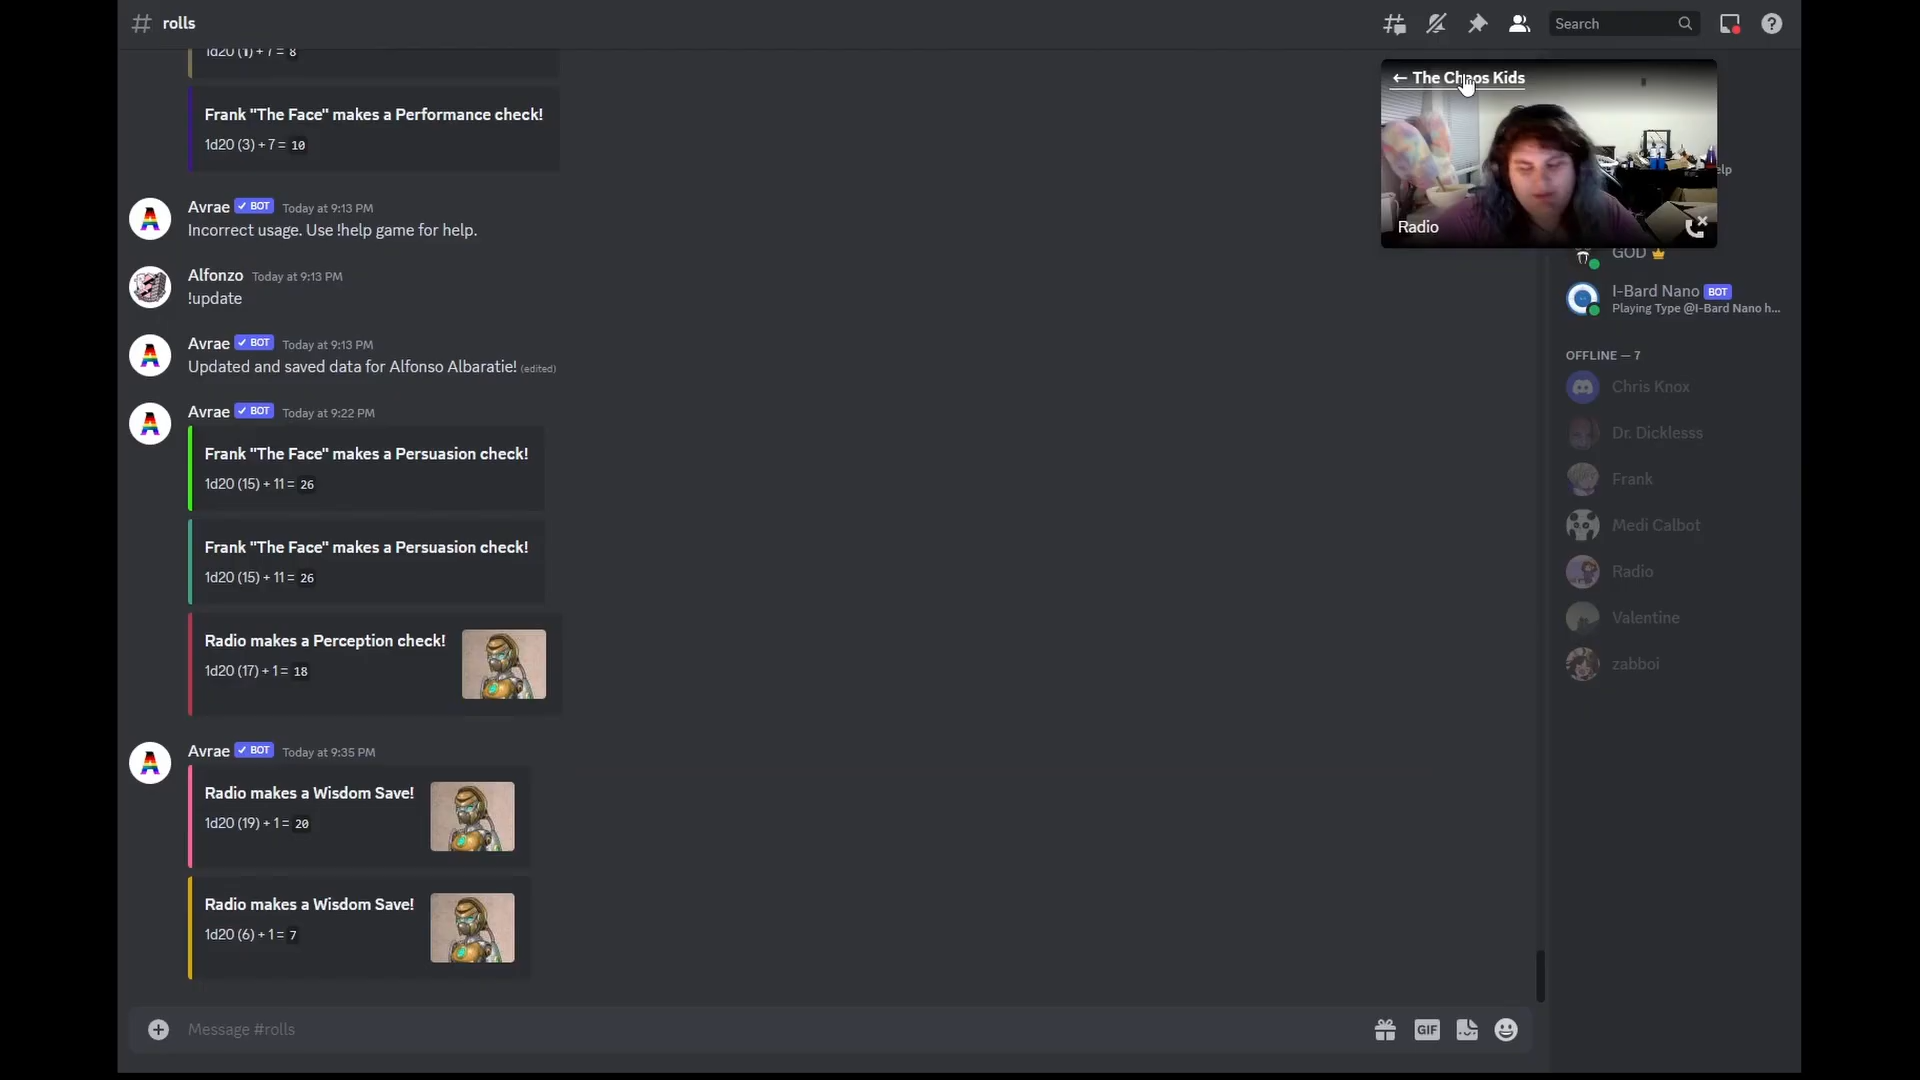 rolls
Search
1d20 (1) + 7 = 8
Frank "The Face" makes a Performance check!
1d20 (3) + 7 = 10
Avrae ✓ BOT Today at 9:13 PM
Incorrect usage. Use !help game for help.
Alfonzo Today at 9:13 PM
!update
Avrae ✓ BOT Today at 9:13 PM
Updated and saved data for Alfonso Albaratie! (edited)
Avrae ✓ BOT Today at 9:22 PM
Frank "The Face" makes a Persuasion check!
1d20 (15) + 11 = 26
Frank "The Face" makes a Persuasion check!
1d20 (15) + 11 = 26
Radio makes a Perception check!
1d20 (17) + 1 = 18
Avrae ✓ BOT Today at 9:35 PM
Radio makes a Wisdom Save!
1d20 (19) + 1 = 20
Radio makes a Wisdom Save!
1d20 (6) + 1 = 7
Message #rolls
GIF
← The Chaos Kids
Radio
elp
GOD
I-Bard Nano BOT
Playing Type @I-Bard Nano h...
OFFLINE — 7
Chris Knox
Dr. Dicklesss
Frank
Medi Calbot
Radio
Valentine
zabboi